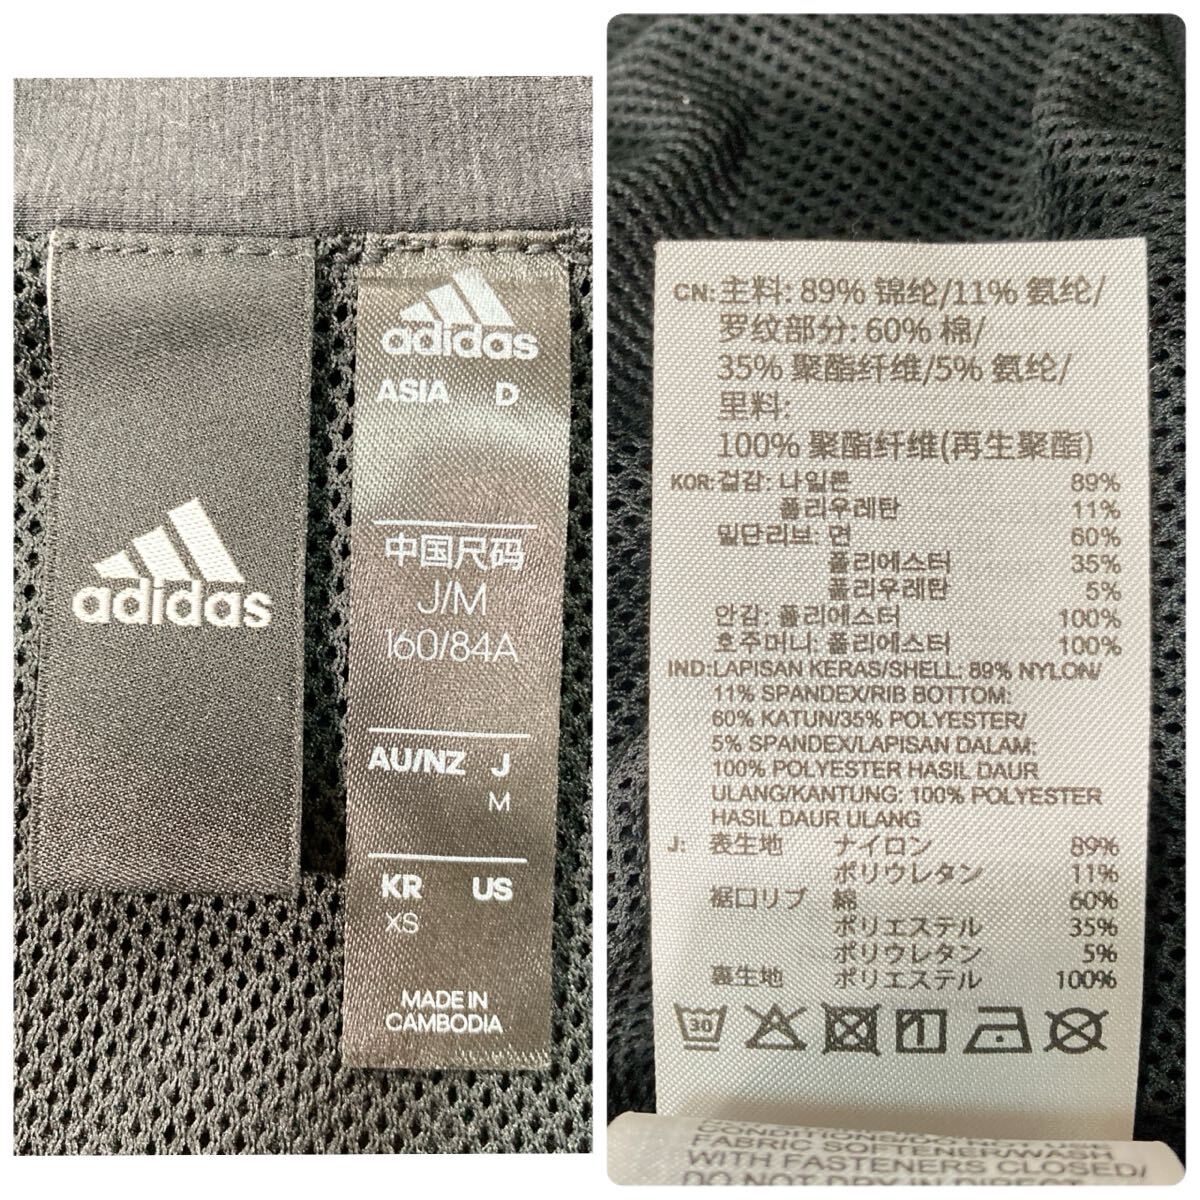 adidas
adidas
ASIA D
中国尺码
J/M
160/84A
AU/NZ J
M
KR US
XS
MADE IN
CAMBODIA
CN: 主料: 89% 锦纶/11% 氨纶/
罗纹部分: 60% 棉/
35% 聚酯纤维/5% 氨纶/
里料:
100% 聚酯纤维(再生聚酯)
KOR: 겉감: 나일론 89%
폴리우레탄 11%
밑단리브: 면 60%
폴리에스터 35%
폴리우레탄 5%
안감: 폴리에스터 100%
호주머니: 폴리에스터 100%
IND: LAPISAN KERAS/SHELL: 89% NYLON/
11% SPANDEX/RIB BOTTOM:
60% KATUN/35% POLYESTER/
5% SPANDEX/LAPISAN DALAM:
100% POLYESTER HASIL DAUR
ULANG/KANTUNG: 100% POLYESTER
HASIL DAUR ULANG
J: 表生地 ナイロン 89%
ポリウレタン 11%
裾口リブ 綿 60%
ポリエステル 35%
ポリウレタン 5%
裏生地 ポリエステル 100%
30
FABRIC SOFTENER/WASH
WITH FASTENERS CLOSED/
DO NOT DRY IN DIRECT